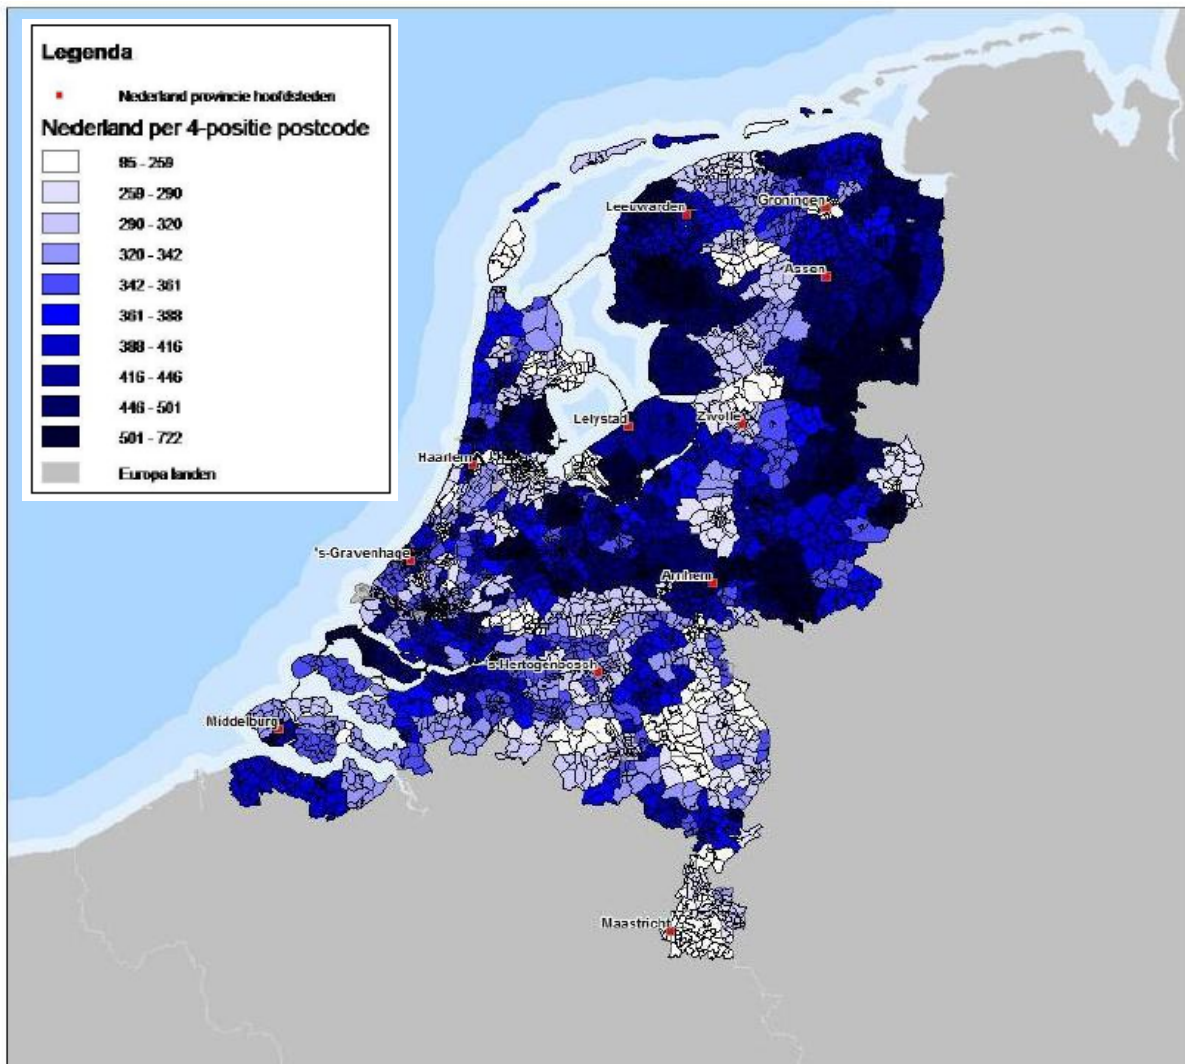 Legenda
Nederland provincie hoofdsteden
Nederland per 4-positie postcode
85 - 259
259 - 290
290 - 320
320 - 342
342 - 361
361 - 388
388 - 416
416 - 446
446 - 501
501 - 722
Europa landen
Leeuwarden
Groningen
Assen
Lelystad
Zwolle
Haarlem
's-Gravenhage
Arnhem
's-Hertogenbosch
Middelburg
Maastricht